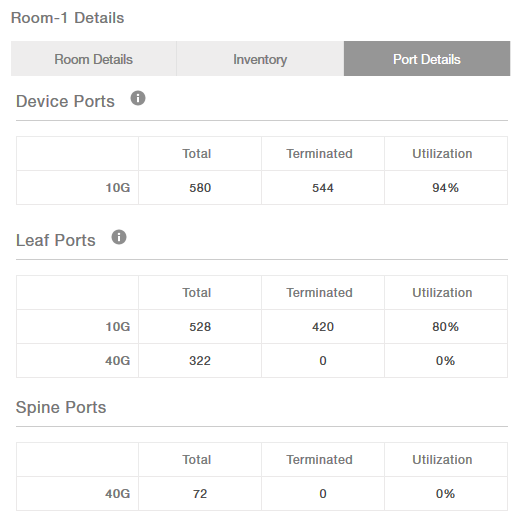 Room-1 Details
Room Details Inventory Port Details
Device Ports
Total Terminated Utilization
10G 580 544 94%
Leaf Ports
Total Terminated Utilization
10G 528 420 80%
40G 322 0 0%
Spine Ports
Total Terminated Utilization
40G 72 0 0%